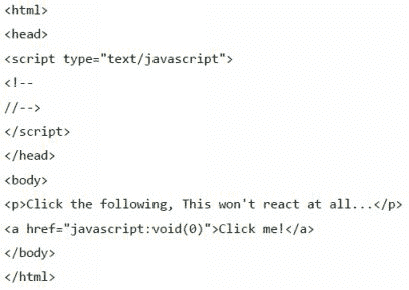 <html>
<head>
<script type="text/javascript">
<!--
//-->
</script>
</head>
<body>
<p>Click the following, This won't react at all...</p>
<a href="javascript:void(0)">Click me!</a>
</body>
</html>